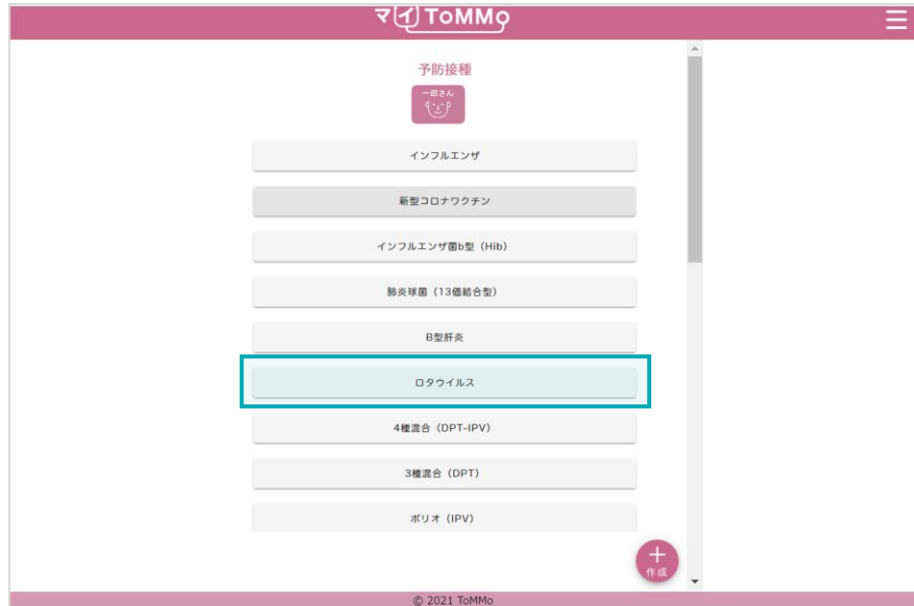 マイToMMo
予防接種
一郎さん
インフルエンザ
新型コロナワクチン
インフルエンザ菌b型（Hib）
肺炎球菌（13価結合型）
B型肝炎
ロタウイルス
4種混合（DPT-IPV）
3種混合（DPT）
ポリオ（IPV）
作成
© 2021 ToMMo